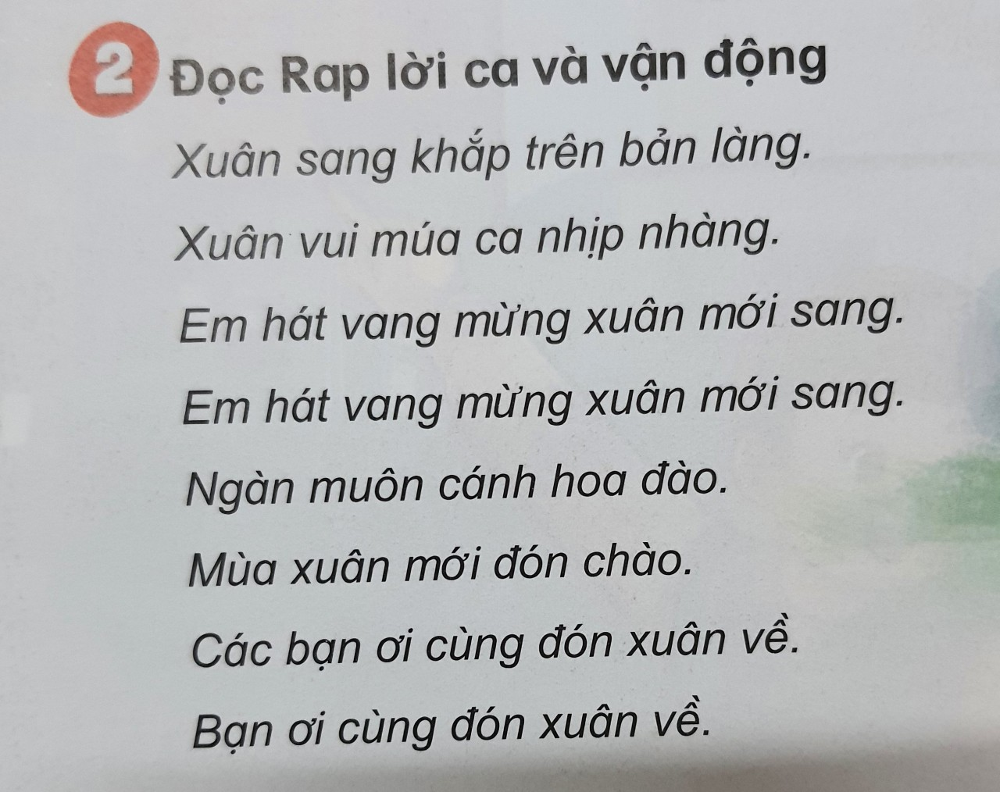 2 Đọc Rap lời ca và vận động
Xuân sang khắp trên bản làng.
Xuân vui múa ca nhịp nhàng.
Em hát vang mừng xuân mới sang.
Em hát vang mừng xuân mới sang.
Ngàn muôn cánh hoa đào.
Mùa xuân mới đón chào.
Các bạn ơi cùng đón xuân về.
Bạn ơi cùng đón xuân về.